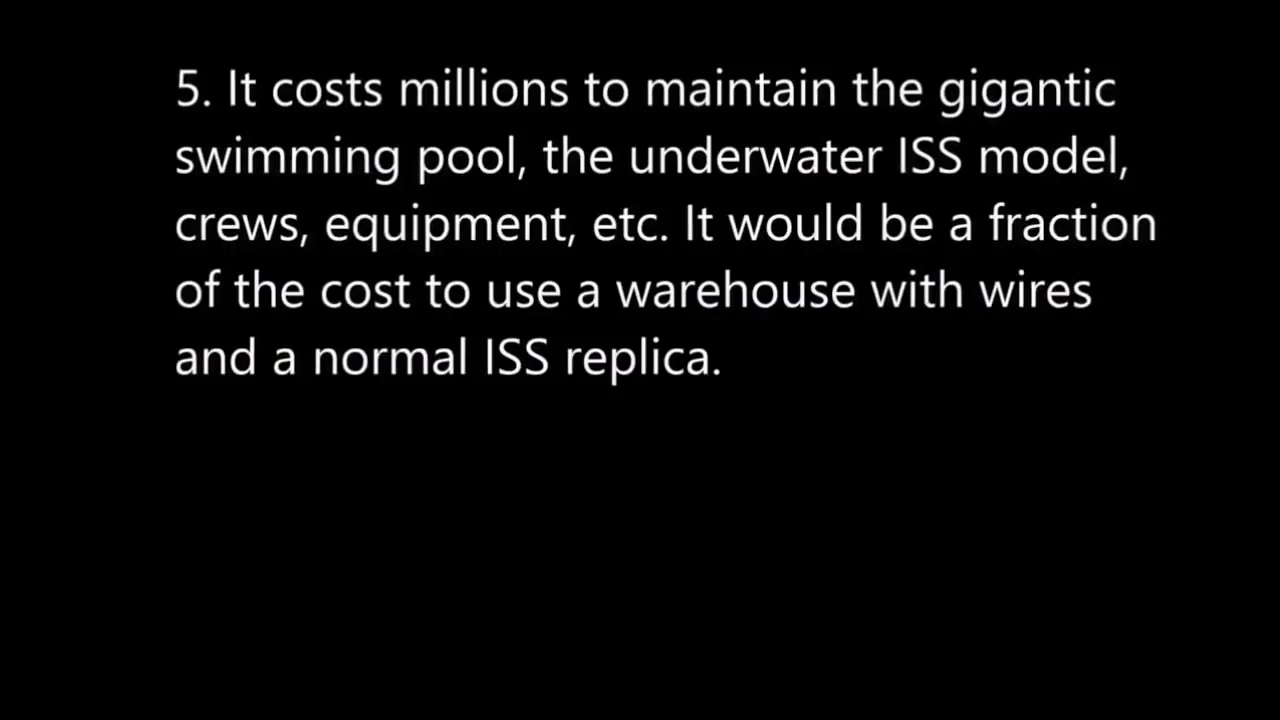 5. It costs millions to maintain the gigantic
swimming pool, the underwater ISS model,
crews, equipment, etc. It would be a fraction
of the cost to use a warehouse with wires
and a normal ISS replica.